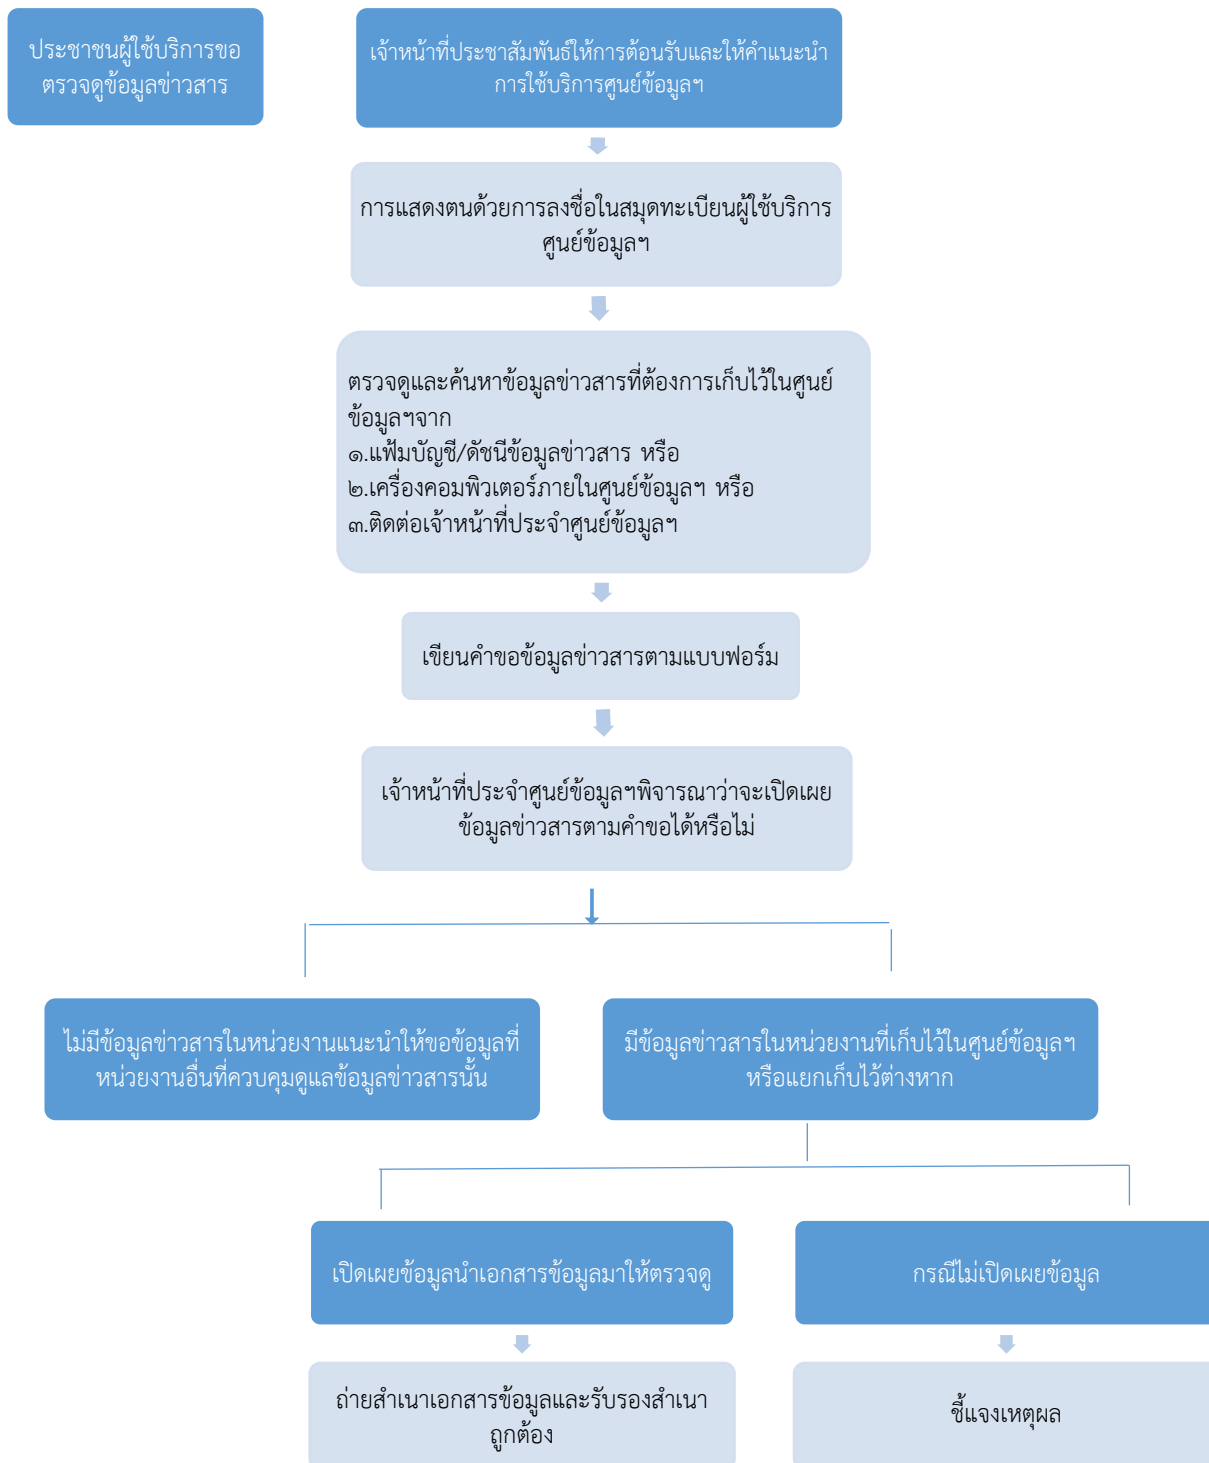 ประชาชนผู้ใช้บริการขอ
ตรวจดูข้อมูลข่าวสาร
เจ้าหน้าที่ประชาสัมพันธ์ให้การต้อนรับและให้คำแนะนำ
การใช้บริการศูนย์ข้อมูลฯ
การแสดงตนด้วยการลงชื่อในสมุดทะเบียนผู้ใช้บริการ
ศูนย์ข้อมูลฯ
ตรวจดูและค้นหาข้อมูลข่าวสารที่ต้องการเก็บไว้ในศูนย์
ข้อมูลฯจาก
๑.แฟ้มบัญชี/ดัชนีข้อมูลข่าวสาร หรือ
๒.เครื่องคอมพิวเตอร์ภายในศูนย์ข้อมูลฯ หรือ
๓.ติดต่อเจ้าหน้าที่ประจำศูนย์ข้อมูลฯ
เขียนคำขอข้อมูลข่าวสารตามแบบฟอร์ม
เจ้าหน้าที่ประจำศูนย์ข้อมูลฯพิจารณาว่าจะเปิดเผย
ข้อมูลข่าวสารตามคำขอได้หรือไม่
ไม่มีข้อมูลข่าวสารในหน่วยงานแนะนำให้ขอข้อมูลที่
หน่วยงานอื่นที่ควบคุมดูแลข้อมูลข่าวสารนั้น
มีข้อมูลข่าวสารในหน่วยงานที่เก็บไว้ในศูนย์ข้อมูลฯ
หรือแยกเก็บไว้ต่างหาก
เปิดเผยข้อมูลนำเอกสารข้อมูลมาให้ตรวจดู
กรณีไม่เปิดเผยข้อมูล
ถ่ายสำเนาเอกสารข้อมูลและรับรองสำเนา
ถูกต้อง
ชี้แจงเหตุผล